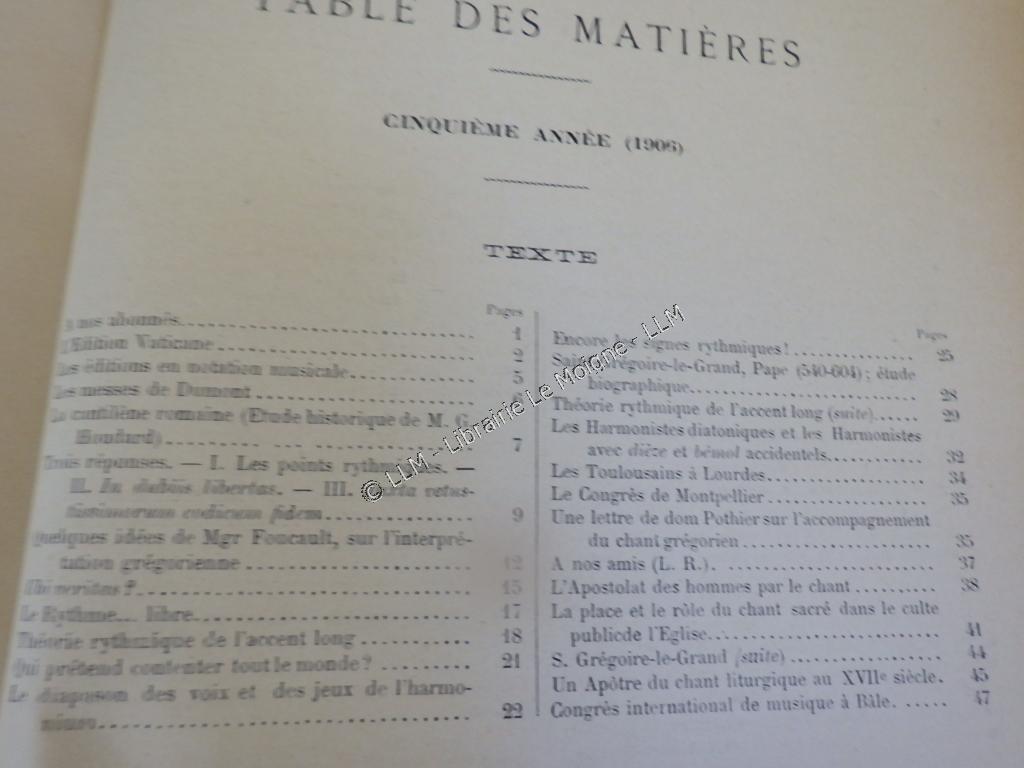 TABLE DES MATIÈRES
CINQUIÈME ANNÉE (1906)
TEXTE
Pages
A nos abonnés 1
L'Edition Vaticane 2
Les éditions en notation musicale 5
Les messes de Dumont 6
La cantilène romaine (Etude historique de M. G.
Houdard) 7
Trois réponses. — I. Les points rythmiques. —
II. In dubiis libertas. — III. vetus-
tissimorum codicum fidem 9
Quelques idées de Mgr Foucault, sur l'interpré-
tation grégorienne 12
Ubi veritas ? 15
Le Rythme... libre 17
Théorie rythmique de l'accent long 18
Qui prétend contenter tout le monde ? 21
Le diapason des voix et des jeux de l'harmo-
nium 22
Pages
Encore les signes rythmiques ! 25
Saint Grégoire-le-Grand, Pape (540-604) ; étude
biographique 28
Théorie rythmique de l'accent long (suite) 29
Les Harmonistes diatoniques et les Harmonistes
avec dièze et bémol accidentels 32
Les Toulousains à Lourdes 34
Le Congrès de Montpellier 35
Une lettre de dom Pothier sur l'accompagnement
du chant grégorien 35
A nos amis (L. R.) 37
L'Apostolat des hommes par le chant 38
La place et le rôle du chant sacré dans le culte
publicde l'Eglise 41
S. Grégoire-le-Grand (suite) 44
Un Apôtre du chant liturgique au XVIIe siècle. 45
Congrès international de musique à Bâle 47
© LLM - Librairie Le Moigne - LLM